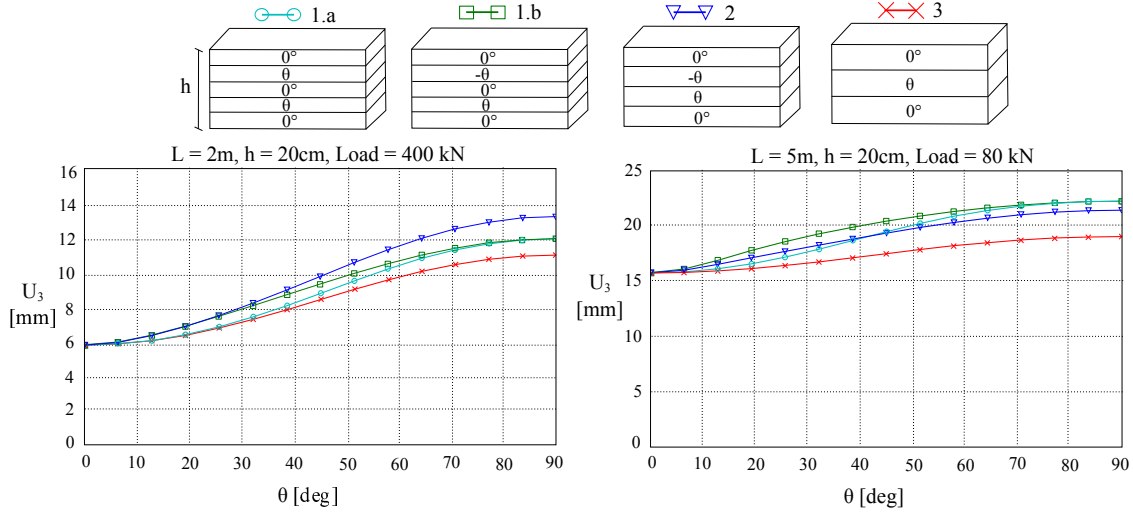 1.a 1.b 2 3
0° 0° 0° 0°
θ -θ -θ θ
0° 0° θ 0°
θ θ 0°
0° 0°
h
L = 2m, h = 20cm, Load = 400 kN
16
14
12
10
8
6
4
2
0
U₃
[mm]
0 10 20 30 40 50 60 70 80 90
θ [deg]
L = 5m, h = 20cm, Load = 80 kN
25
20
15
10
5
0
U₃
[mm]
0 10 20 30 40 50 60 70 80 90
θ [deg]